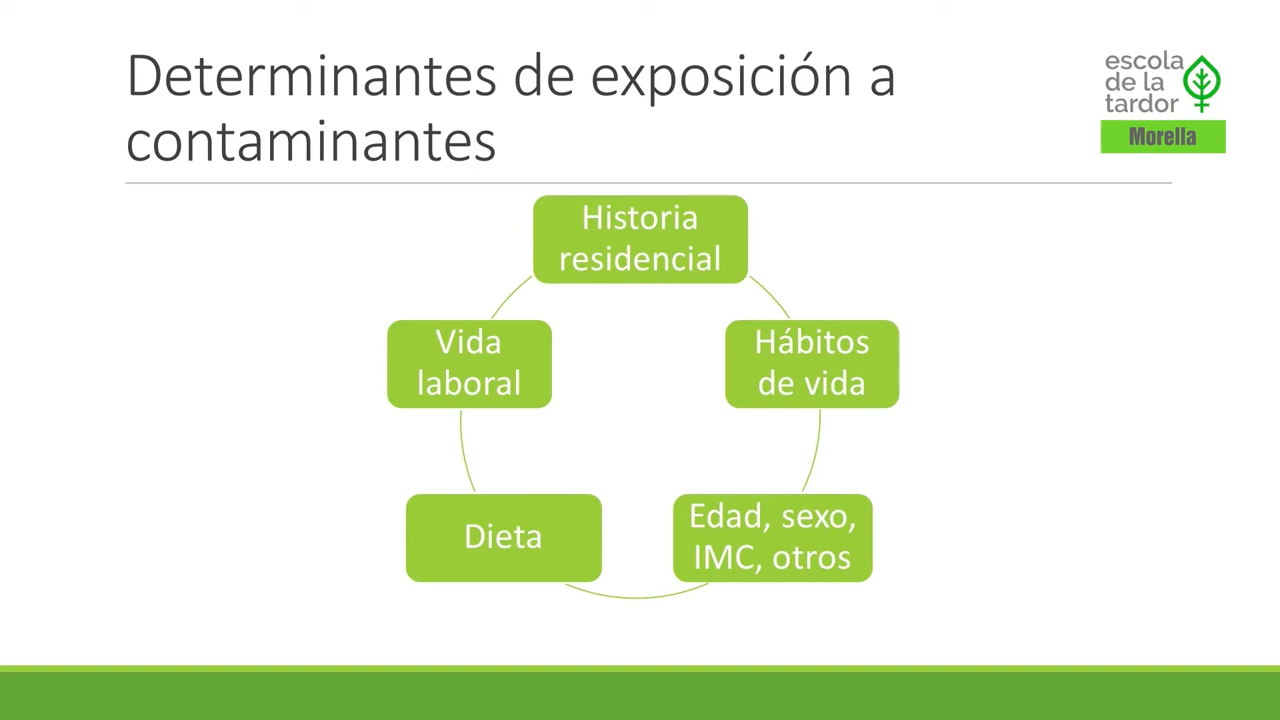 Determinantes de exposición a
contaminantes
escola
de la
tardor
Morella
Historia
residencial
Vida
laboral
Hábitos
de vida
Dieta
Edad, sexo,
IMC, otros